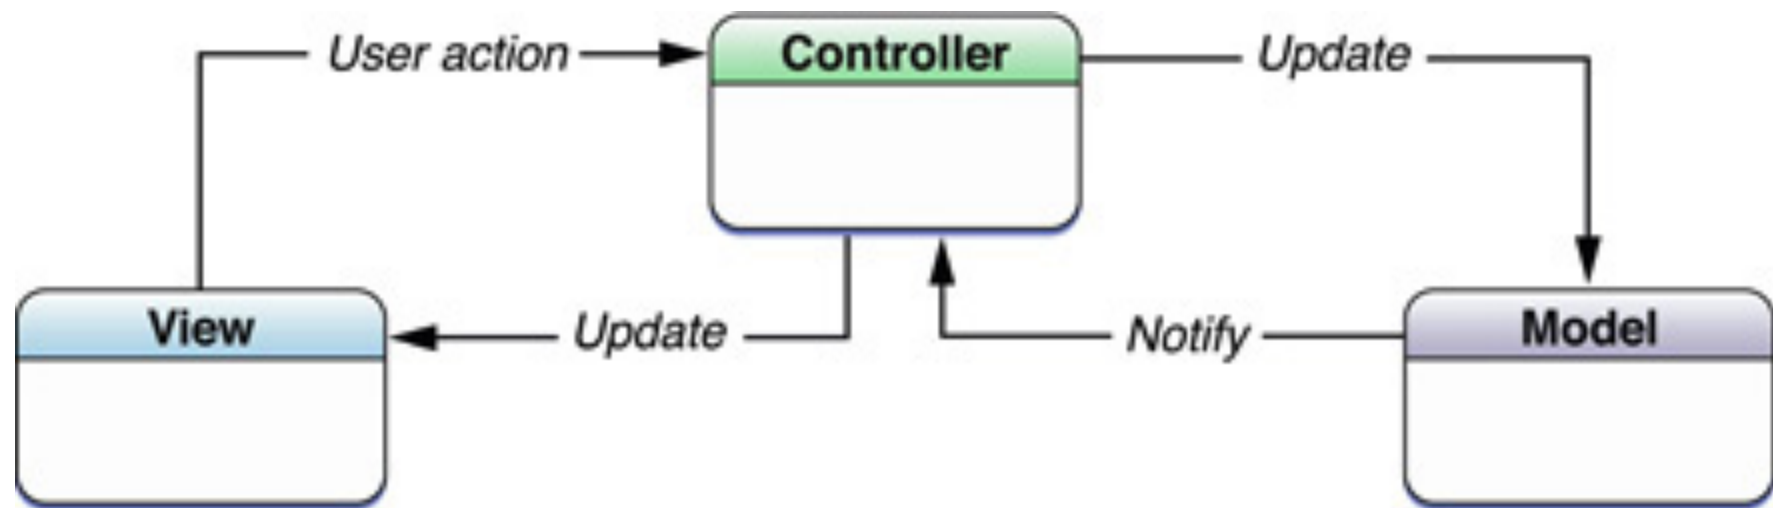 User action
Controller
Update
View
Update
Notify
Model